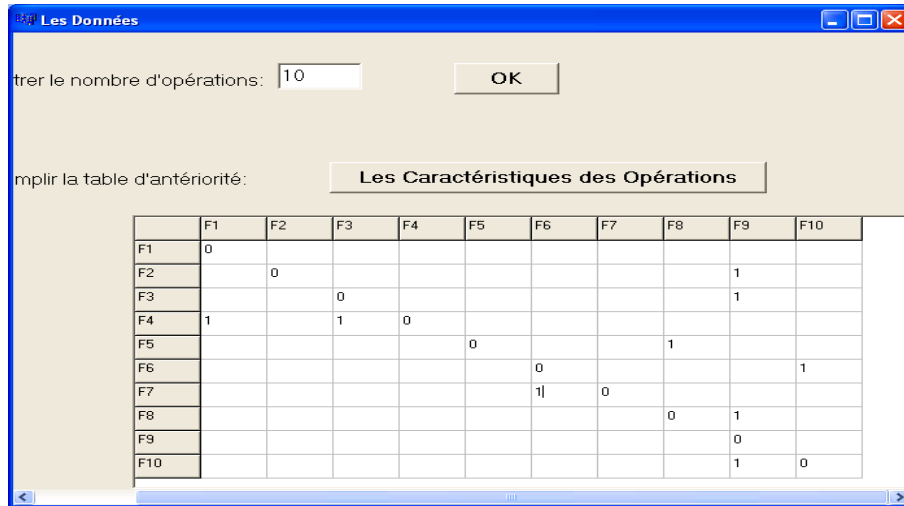 Les Données
trer le nombre d'opérations: 10 OK
mplir la table d'antériorité: Les Caractéristiques des Opérations
F1 F2 F3 F4 F5 F6 F7 F8 F9 F10
F1 0
F2 0 1
F3 0 1
F4 1 1 0
F5 0 1
F6 0 1
F7 1 0
F8 0 1
F9 0
F10 1 0